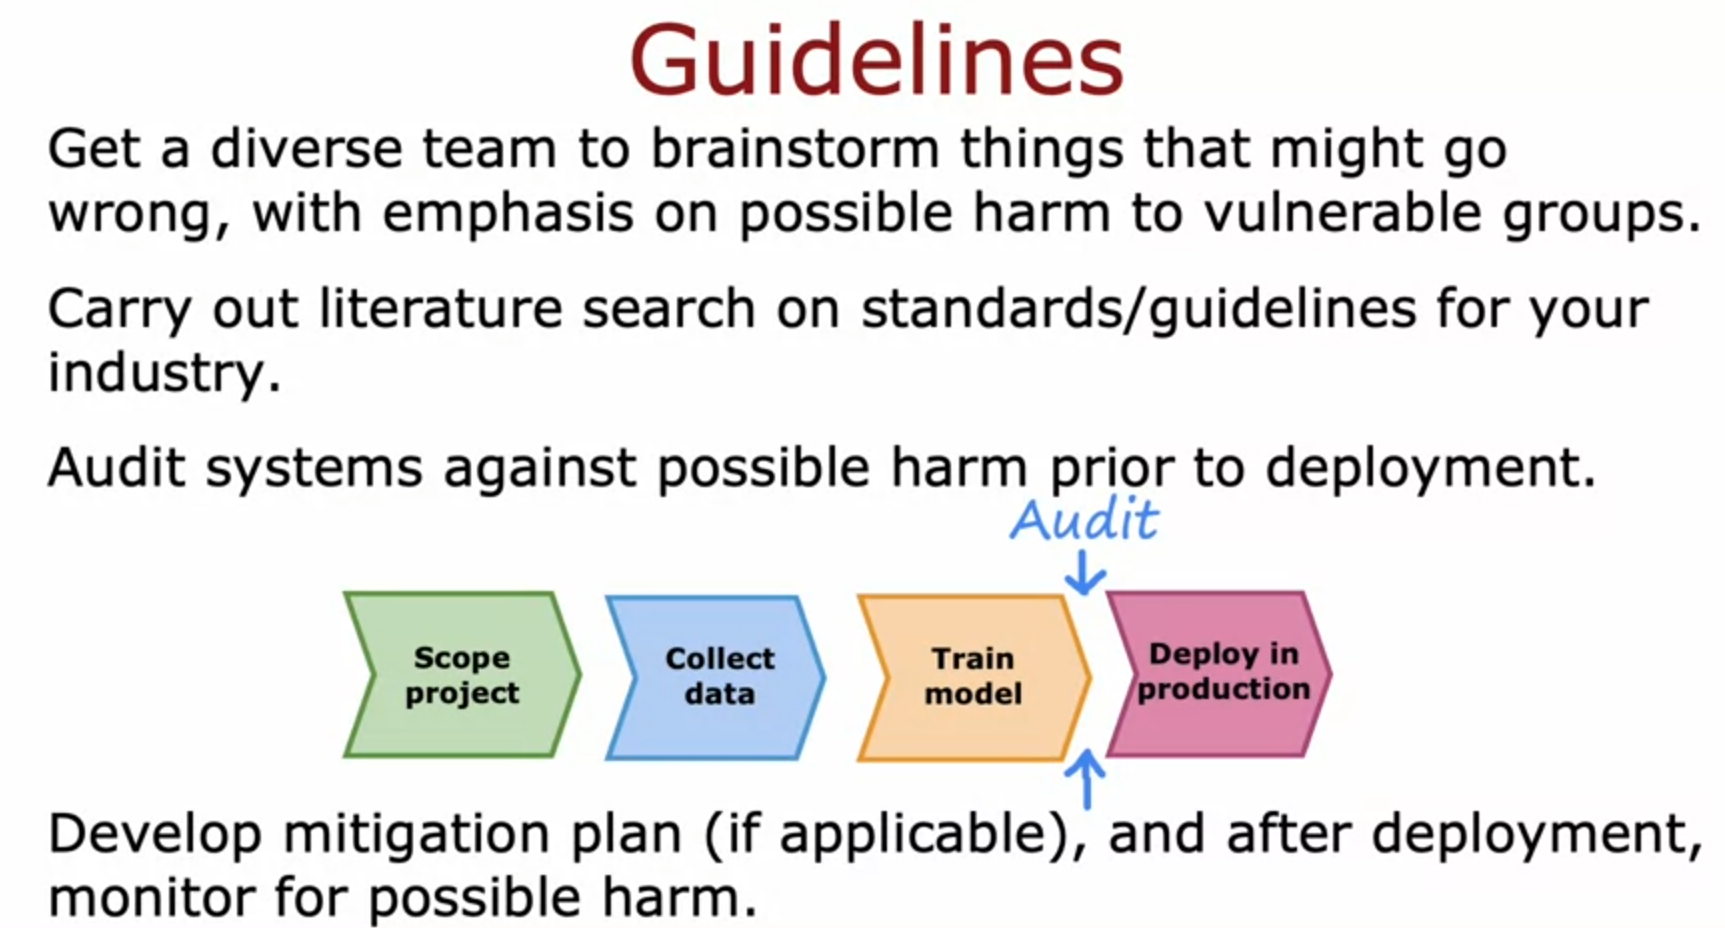 Guidelines
Get a diverse team to brainstorm things that might go
wrong, with emphasis on possible harm to vulnerable groups.
Carry out literature search on standards/guidelines for your
industry.
Audit systems against possible harm prior to deployment.
Audit
Scope
project
Collect
data
Train
model
Deploy in
production
Develop mitigation plan (if applicable), and after deployment,
monitor for possible harm.